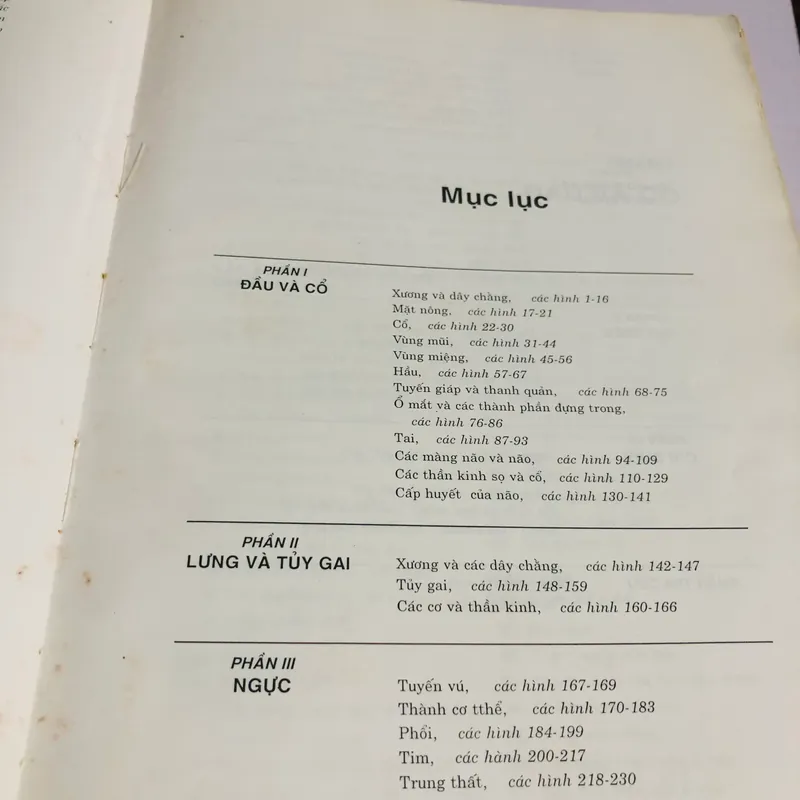 Mục lục
PHẦN I
ĐẦU VÀ CỔ
Xương và dây chằng, các hình 1-16
Mặt nông, các hình 17-21
Cổ, các hình 22-30
Vùng mũi, các hình 31-44
Vùng miệng, các hình 45-56
Hầu, các hình 57-67
Tuyến giáp và thanh quản, các hình 68-75
Ổ mắt và các thành phần đựng trong,
các hình 76-86
Tai, các hình 87-93
Các màng não và não, các hình 94-109
Các thần kinh sọ và cổ, các hình 110-129
Cấp huyết của não, các hình 130-141
PHẦN II
LƯNG VÀ TỦY GAI
Xương và các dây chằng, các hình 142-147
Tủy gai, các hình 148-159
Các cơ và thần kinh, các hình 160-166
PHẦN III
NGỰC
Tuyến vú, các hình 167-169
Thành cơ tthể, các hình 170-183
Phổi, các hình 184-199
Tim, các hành 200-217
Trung thất, các hình 218-230